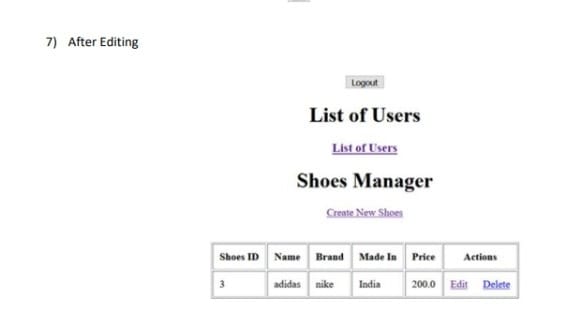 7) After Editing
Logout
List of Users
List of Users
Shoes Manager
Create New Shoes
Shoes ID Name Brand Made In Price Actions
3 adidas nike India 200.0 Edit Delete